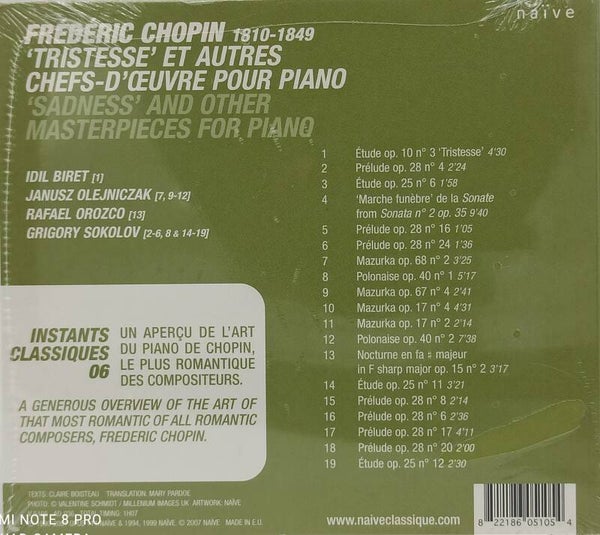 naïve
FRÉDÉRIC CHOPIN 1810-1849
'TRISTESSE' ET AUTRES
CHEFS-D'ŒUVRE POUR PIANO
'SADNESS' AND OTHER
MASTERPIECES FOR PIANO
IDIL BIRET [1]
JANUSZ OLEJNICZAK [7, 9-12]
RAFAEL OROZCO [13]
GRIGORY SOKOLOV [2-6, 8 & 14-19]
1 Étude op. 10 n° 3 'Tristesse' 4'30
2 Prélude op. 28 n° 4 2'24
3 Étude op. 25 n° 6 1'58
4 'Marche funèbre' de la Sonate
from Sonata n° 2 op. 35 9'40
5 Prélude op. 28 n° 16 1'05
6 Prélude op. 28 n° 24 1'36
7 Mazurka op. 68 n° 2 3'25
8 Polonaise op. 40 n° 1 5'17
9 Mazurka op. 67 n° 4 2'41
10 Mazurka op. 17 n° 4 4'31
11 Mazurka op. 17 n° 2 2'14
12 Polonaise op. 40 n° 2 7'38
13 Nocturne en fa ♯ majeur
in F sharp major op. 15 n° 2 3'17
14 Étude op. 25 n° 11 3'21
15 Prélude op. 28 n° 8 2'14
16 Prélude op. 28 n° 6 2'36
17 Prélude op. 28 n° 17 4'11
18 Prélude op. 28 n° 20 2'00
19 Étude op. 25 n° 12 2'30
INSTANTS
CLASSIQUES
06
UN APERÇU DE L'ART
DU PIANO DE CHOPIN,
LE PLUS ROMANTIQUE
DES COMPOSITEURS.
A GENEROUS OVERVIEW OF THE ART OF
THAT MOST ROMANTIC OF ALL ROMANTIC
COMPOSERS, FREDERIC CHOPIN.
TEXTS: CLAIRE BOISTEAU TRANSLATION: MARY PARDOE
PHOTO: © VALENTINE SCHMIDT / MILLENIUM IMAGES UK ARTWORK: NAÏVE
TOTAL TIMING: 1H07
NAÏVE & 1994, 1999 NAÏVE © 2007 NAÏVE MADE IN E.U.
MI NOTE 8 PRO
CAMERA
www.naiveclassique.com
8 22186 05105 4